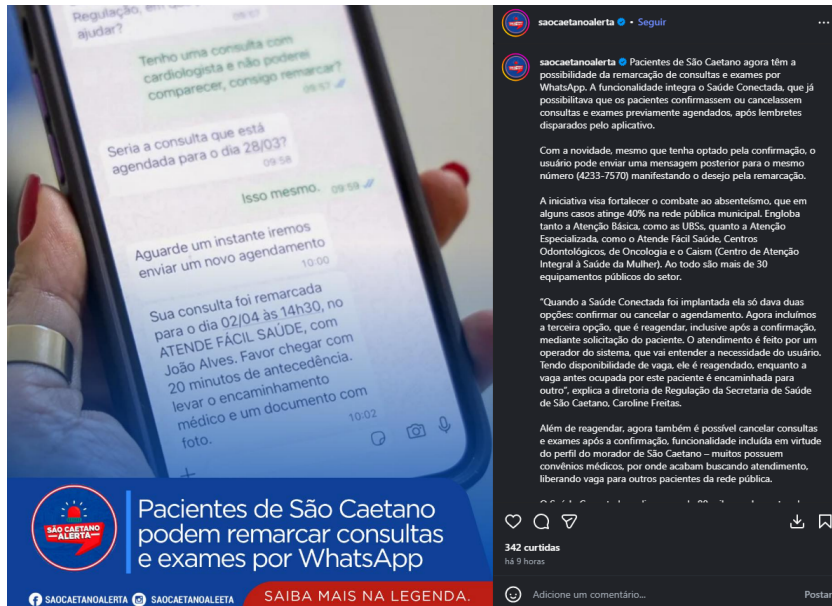 Regulação, em q
ajudar?
09:57
Tenho uma consulta com
cardiologista e não poderei
comparecer, consigo remarcar?
09:57
Seria a consulta que está
agendada para o dia 28/03?
09:58
Isso mesmo. 09:59
Aguarde um instante iremos
enviar um novo agendamento
10:00
Sua consulta foi remarcada
para o dia 02/04 às 14h30, no
ATENDE FÁCIL SAÚDE, com
João Alves. Favor chegar com
20 minutos de antecedência.
levar o encaminhamento
médico e um documento com
foto.
10:02
SÃO CAETANO
ALERTA
Pacientes de São Caetano
podem remarcar consultas
e exames por WhatsApp
SAOCAETANOALERTA SAOCAETANOALEETA
SAIBA MAIS NA LEGENDA.
saocaetanoalerta • Seguir
saocaetanoalerta Pacientes de São Caetano agora têm a
possibilidade da remarcação de consultas e exames por
WhatsApp. A funcionalidade integra o Saúde Conectada, que já
possibilitava que os pacientes confirmassem ou cancelassem
consultas e exames previamente agendados, após lembretes
disparados pelo aplicativo.
Com a novidade, mesmo que tenha optado pela confirmação, o
usuário pode enviar uma mensagem posterior para o mesmo
número (4233-7570) manifestando o desejo pela remarcação.
A iniciativa visa fortalecer o combate ao absenteísmo, que em
alguns casos atinge 40% na rede pública municipal. Engloba
tanto a Atenção Básica, como as UBSs, quanto a Atenção
Especializada, como o Atende Fácil Saúde, Centros
Odontológicos, de Oncologia e o Caism (Centro de Atenção
Integral à Saúde da Mulher). Ao todo são mais de 30
equipamentos públicos do setor.
"Quando a Saúde Conectada foi implantada ela só dava duas
opções: confirmar ou cancelar o agendamento. Agora incluímos
a terceira opção, que é reagendar, inclusive após a confirmação,
mediante solicitação do paciente. O atendimento é feito por um
operador do sistema, que vai entender a necessidade do usuário.
Tendo disponibilidade de vaga, ele é reagendado, enquanto a
vaga antes ocupada por este paciente é encaminhada para
outro", explica a diretoria de Regulação da Secretaria de Saúde
de São Caetano, Caroline Freitas.
Além de reagendar, agora também é possível cancelar consultas
e exames após a confirmação, funcionalidade incluída em virtude
do perfil do morador de São Caetano – muitos possuem
convênios médicos, por onde acabam buscando atendimento,
liberando vaga para outros pacientes da rede pública.
342 curtidas
há 9 horas
Adicione um comentário...
Postar